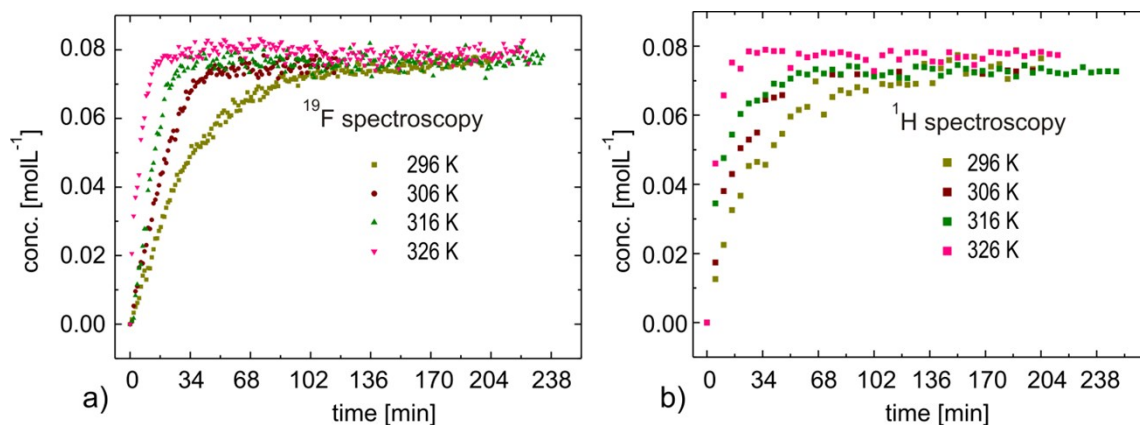 0.08
0.06
0.04
0.02
0.00
conc. [molL⁻¹]
¹⁹F spectroscopy
296 K
306 K
316 K
326 K
0 34 68 102 136 170 204 238
a)
time [min]
0.08
0.06
0.04
0.02
0.00
conc. [molL⁻¹]
¹H spectroscopy
296 K
306 K
316 K
326 K
0 34 68 102 136 170 204 238
b)
time [min]